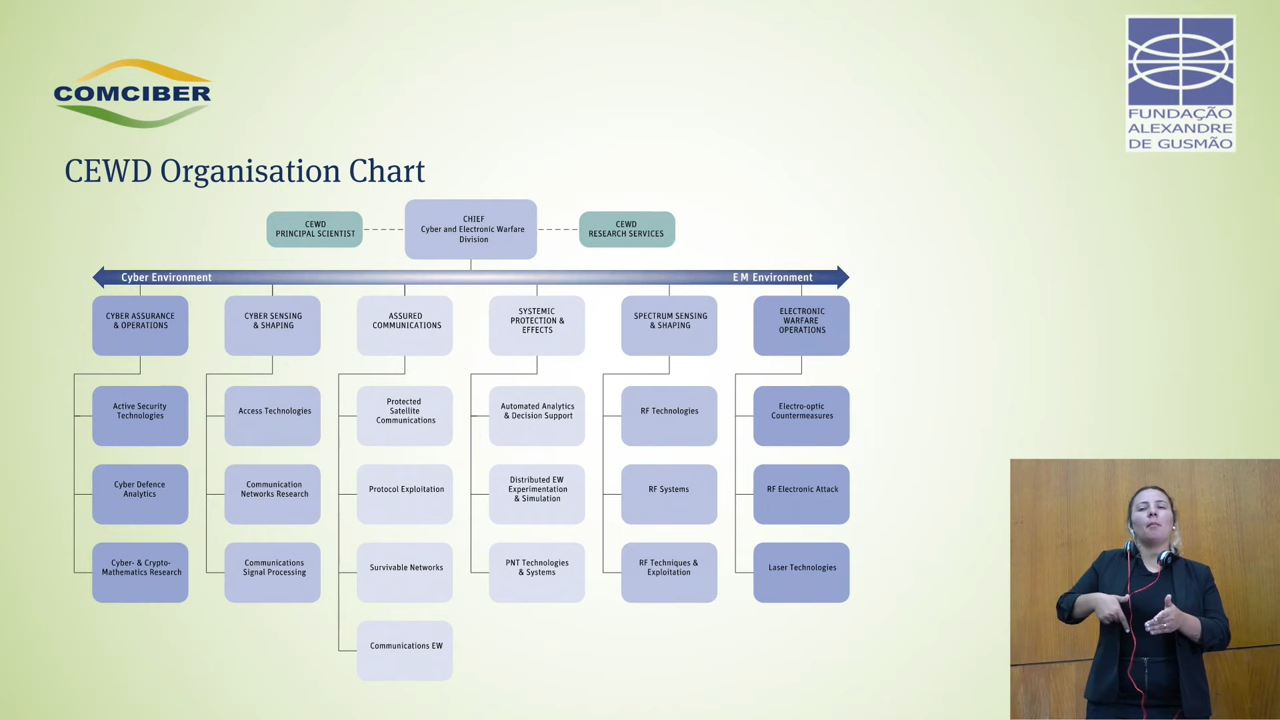 COMCIBER
FUNDAÇÃO
ALEXANDRE
DE GUSMÃO
CEWD Organisation Chart
CEWD
PRINCIPAL SCIENTIST
CHIEF
Cyber and Electronic Warfare
Division
CEWD
RESEARCH SERVICES
Cyber Environment
EM Environment
CYBER ASSURANCE
& OPERATIONS
CYBER SENSING
& SHAPING
ASSURED
COMMUNICATIONS
SYSTEMIC
PROTECTION &
EFFECTS
SPECTRUM SENSING
& SHAPING
ELECTRONIC
WARFARE
OPERATIONS
Active Security
Technologies
Access Technologies
Protected
Satellite
Communications
Automated Analytics
& Decision Support
RF Technologies
Electro-optic
Countermeasures
Cyber Defence
Analytics
Communication
Networks Research
Protocol Exploitation
Distributed EW
Experimentation
& Simulation
RF Systems
RF Electronic Attack
Cyber- & Crypto-
Mathematics Research
Communications
Signal Processing
Survivable Networks
PNT Technologies
& Systems
RF Techniques &
Exploitation
Laser Technologies
Communications EW